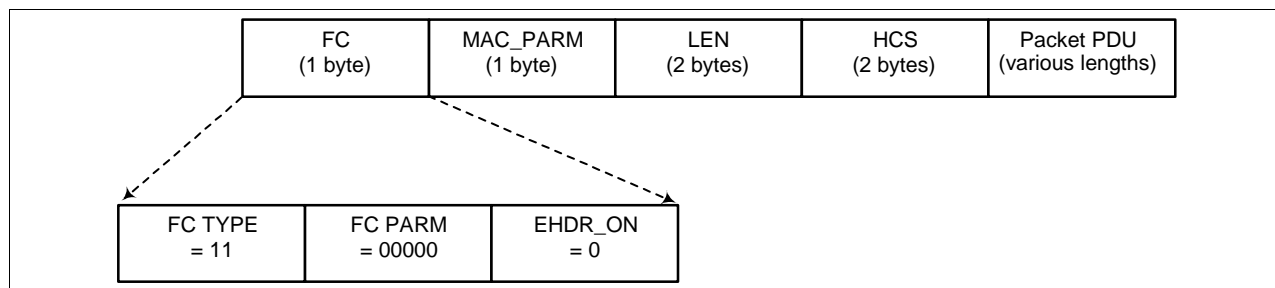 FC
(1 byte)
MAC_PARM
(1 byte)
LEN
(2 bytes)
HCS
(2 bytes)
Packet PDU
(various lengths)
FC TYPE
= 11
FC PARM
= 00000
EHDR_ON
= 0